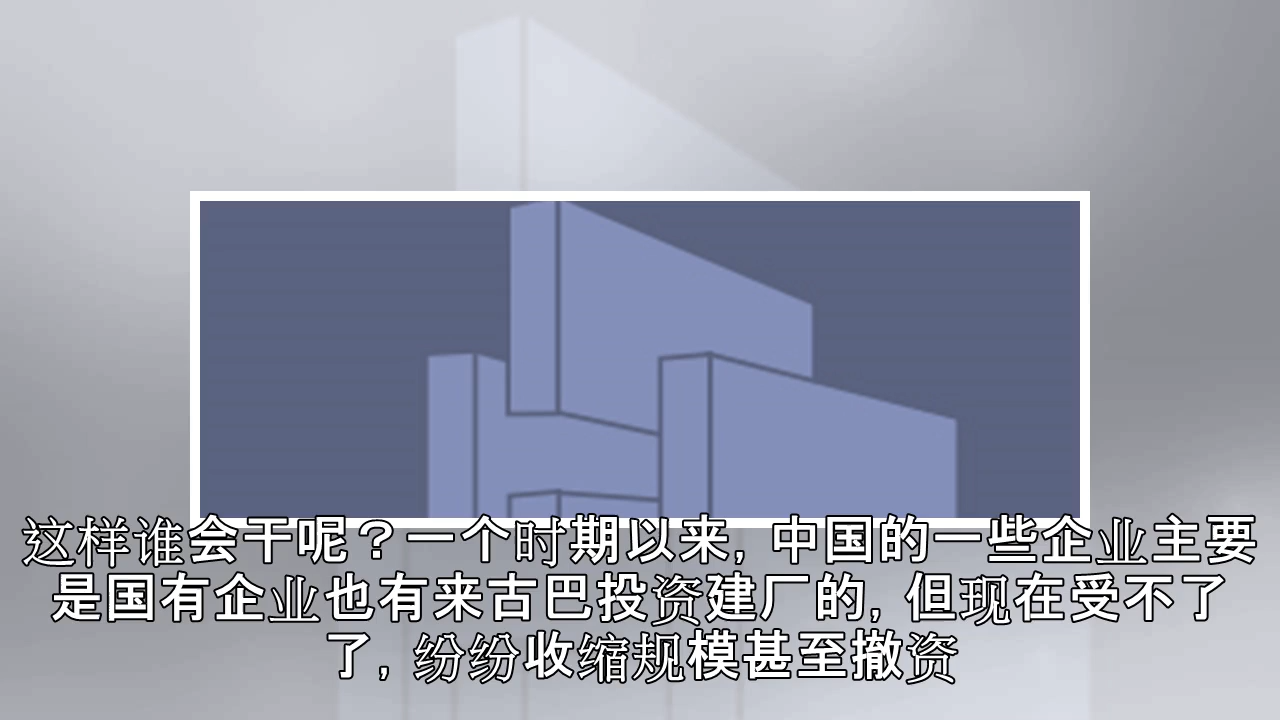 这样谁会干呢？一个时期以来,中国的一些企业主要
是国有企业也有来古巴投资建厂的,但现在受不了
了,纷纷收缩规模甚至撤资